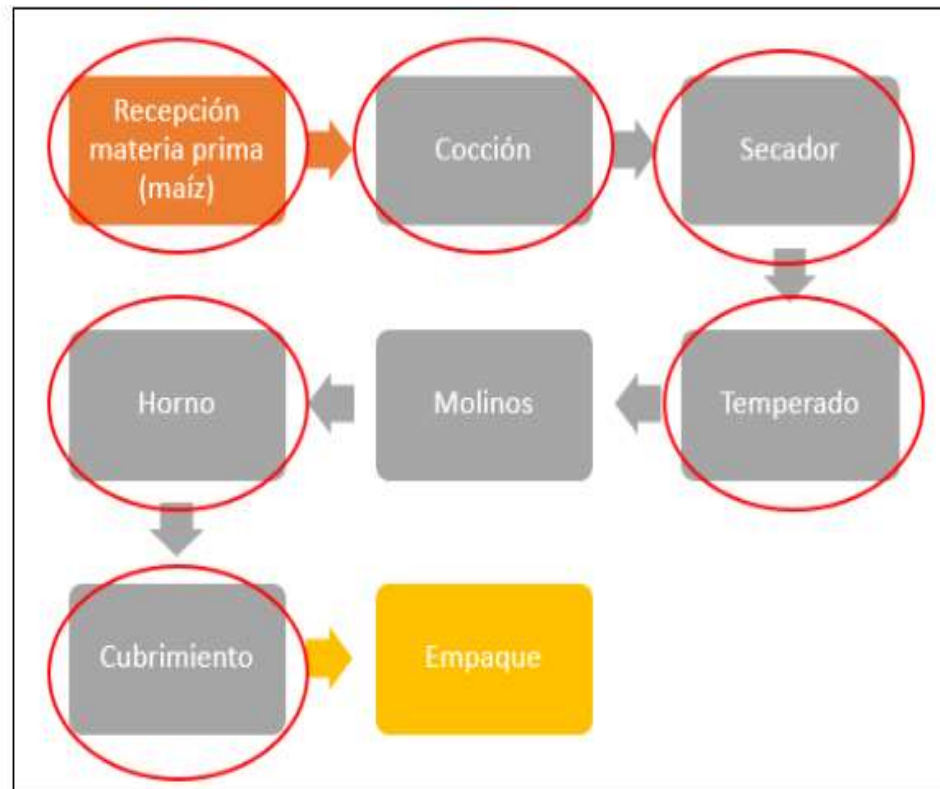 Recepción
materia prima
(maíz)
Cocción
Secador
Temperado
Molinos
Horno
Cubrimiento
Empaque